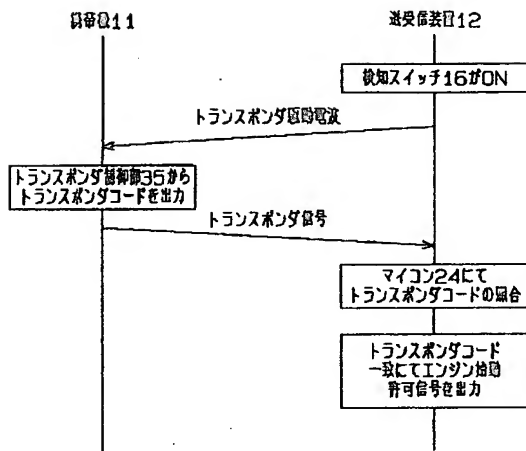 携帯機11
送受信装置12
検知スイッチ16がON
トランスポンダ駆動電波
トランスポンダ制御部35から
トランスポンダコードを出力
トランスポンダ信号
マイコン24にて
トランスポンダコードの照合
トランスポンダコード
一致にてエンジン始動
許可信号を出力